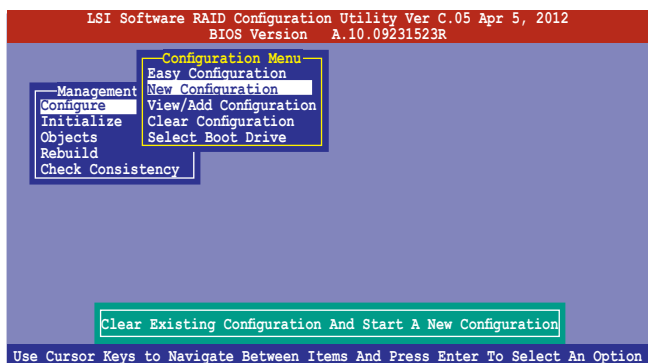 LSI Software RAID Configuration Utility Ver C.05 Apr 5, 2012
BIOS Version A.10.09231523R
Configuration Menu
Easy Configuration
New Configuration
View/Add Configuration
Clear Configuration
Select Boot Drive
Management
Configure
Initialize
Objects
Rebuild
Check Consistency
Clear Existing Configuration And Start A New Configuration
Use Cursor Keys to Navigate Between Items And Press Enter To Select An Option